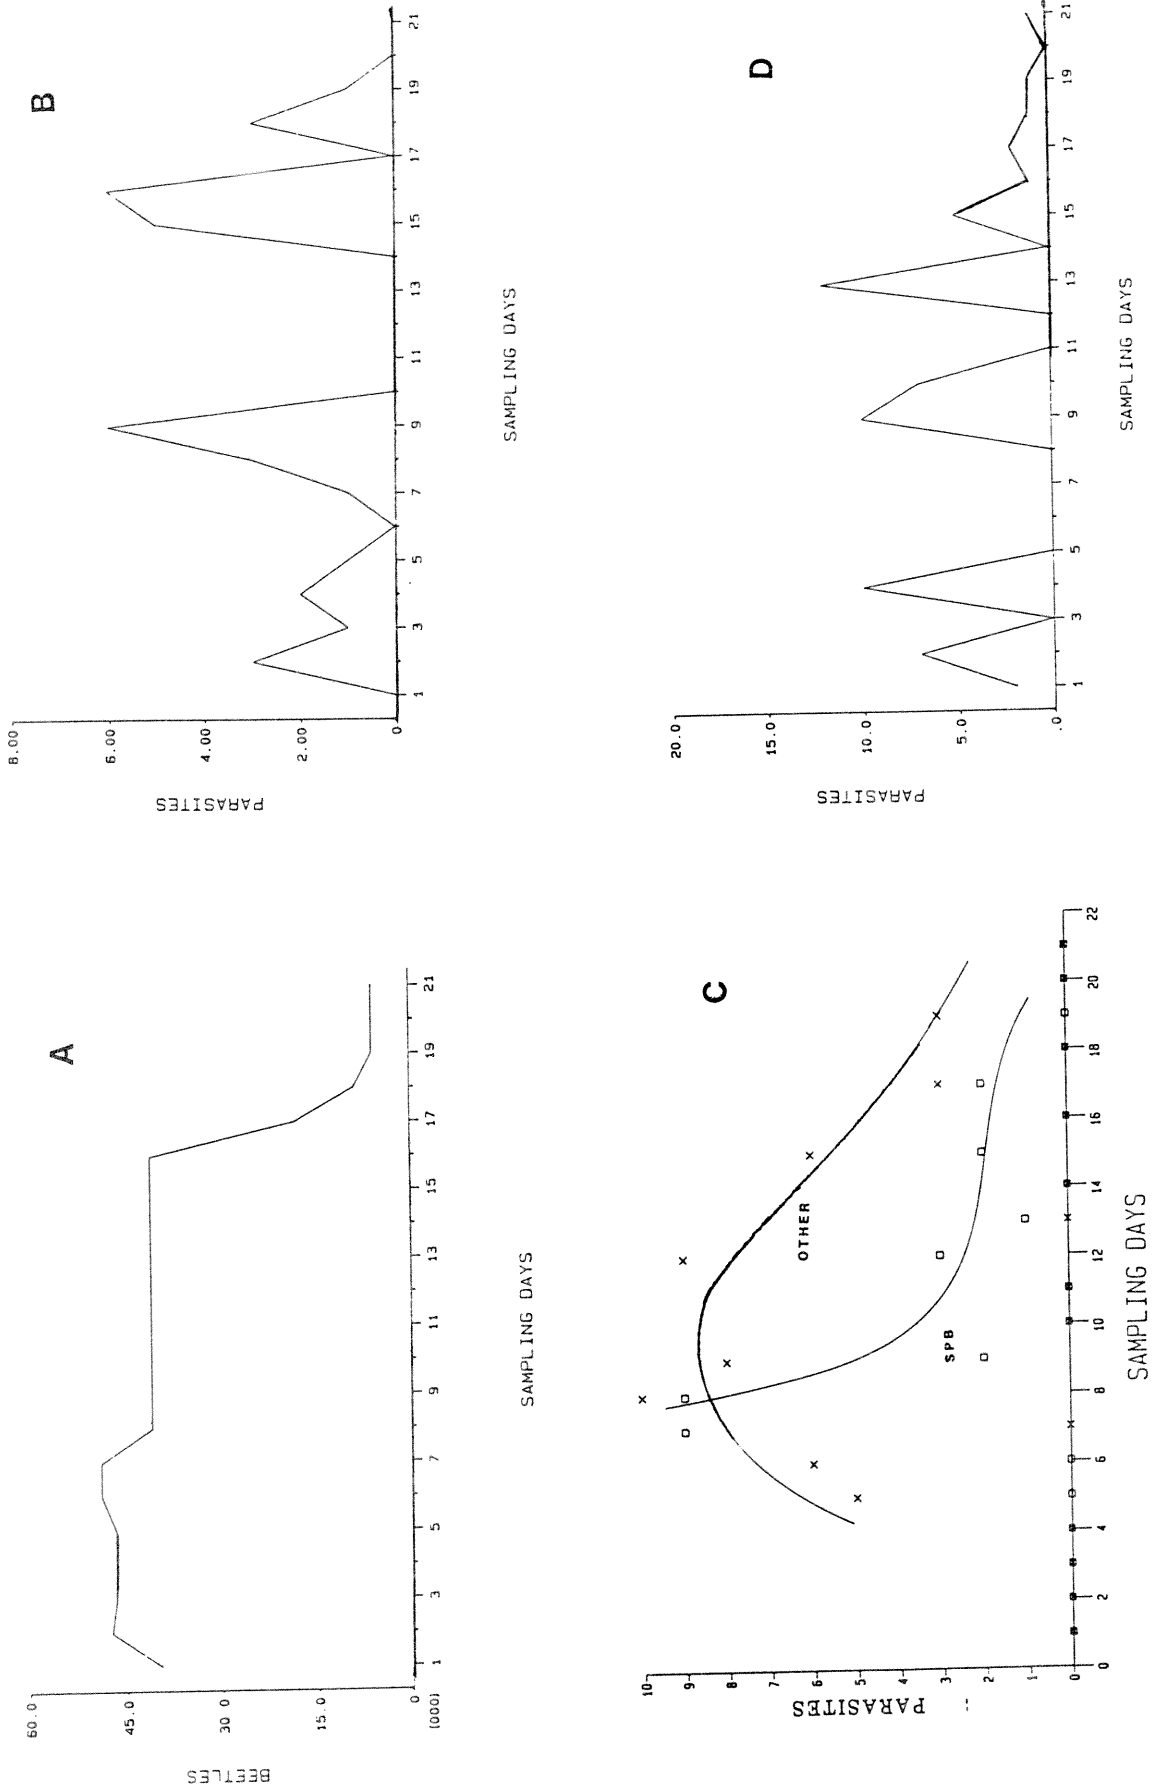 A
60.0
45.0
30.0
15.0
0
(000)
BEETLES
1 3 5 7 9 11 13 15 17 19 21
SAMPLING DAYS
B
8.00
6.00
4.00
2.00
0
PARASITES
1 3 5 7 9 11 13 15 17 19 21
SAMPLING DAYS
C
10
9
8
7
6
5
4
3
2
1
0
PARASITES
OTHER
SPB
0 2 4 6 8 10 12 14 16 18 20 22
SAMPLING DAYS
D
20.0
15.0
10.0
5.0
.0
PARASITES
1 3 5 7 9 11 13 15 17 19 21
SAMPLING DAYS